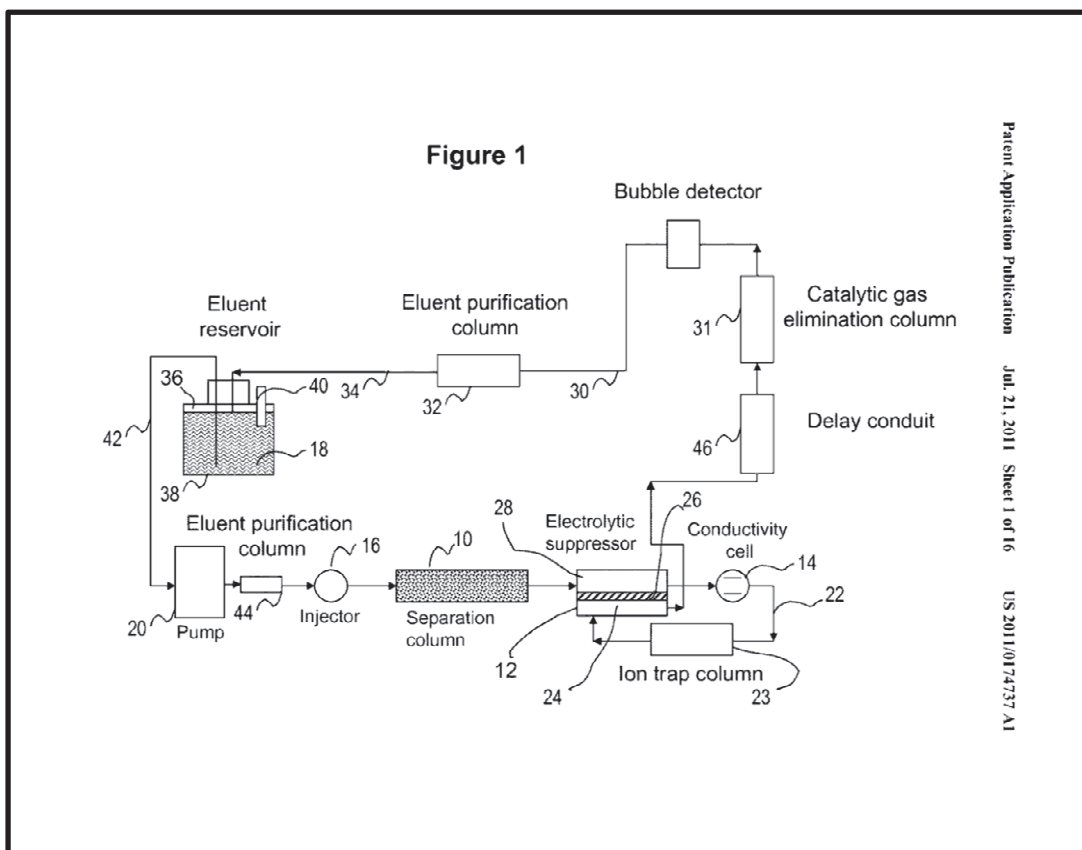 Figure 1
Bubble detector
Eluent
reservoir
Eluent purification
column
31
Catalytic gas
elimination column
36
40
34
32
30
42
18
46
Delay conduit
38
Eluent purification
column
16
10
28
Electrolytic
suppressor
26
Conductivity
cell
14
20
Pump
44
Injector
Separation
column
12
24
22
Ion trap column
23
Patent Application Publication Jul. 21, 2011 Sheet 1 of 16 US 2011/0174737 A1